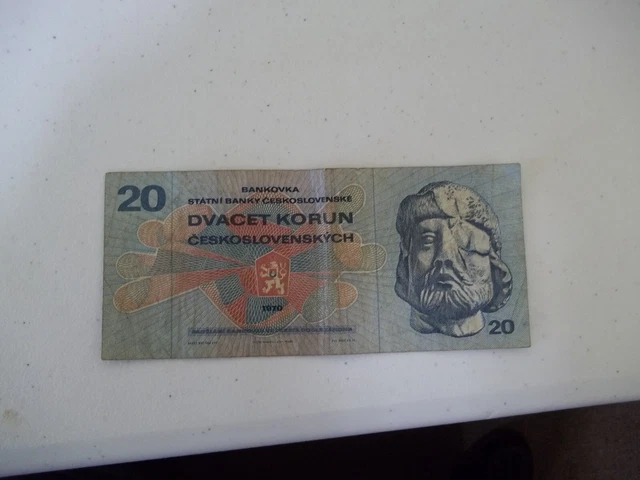 20
BANKOVKA
STÁTNÍ BANKY ČESKOSLOVENSKÉ
DVACET KORUN
ČESKOSLOVENSKÝCH
1970
20